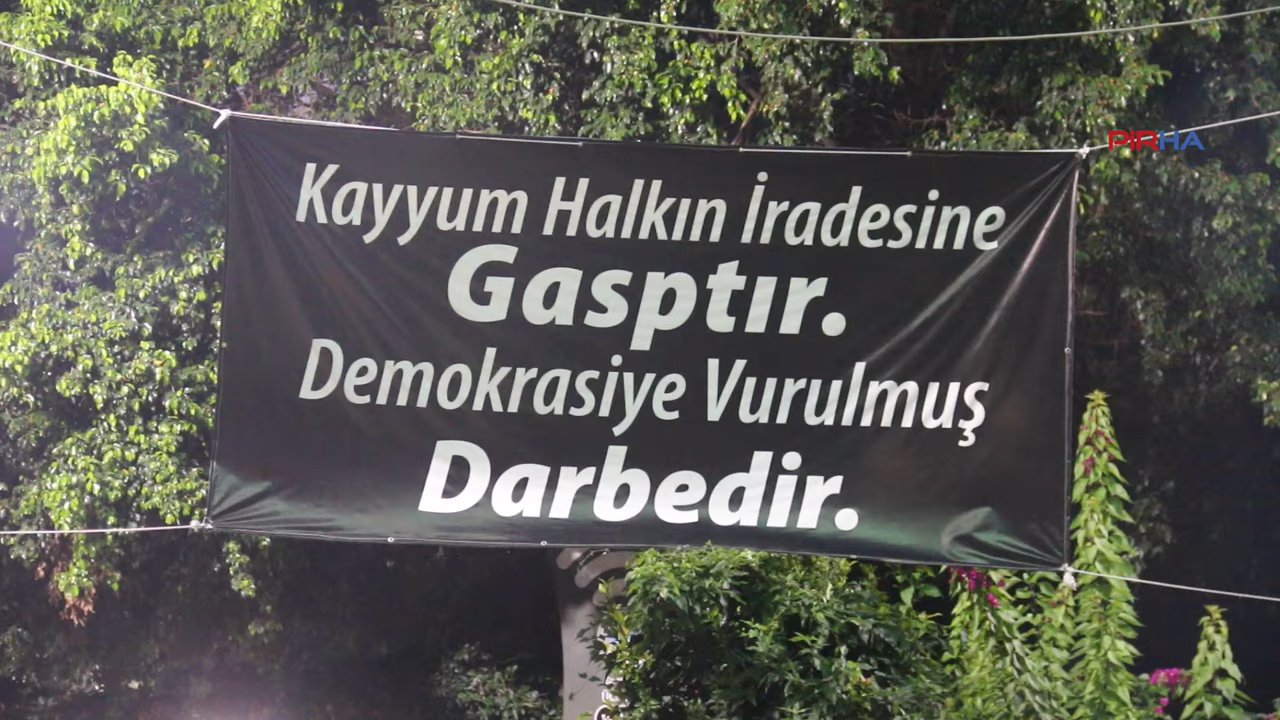 PIRHA
Kayyum Halkın İradesine
Gasptır.
Demokrasiye Vurulmuş
Darbedir.